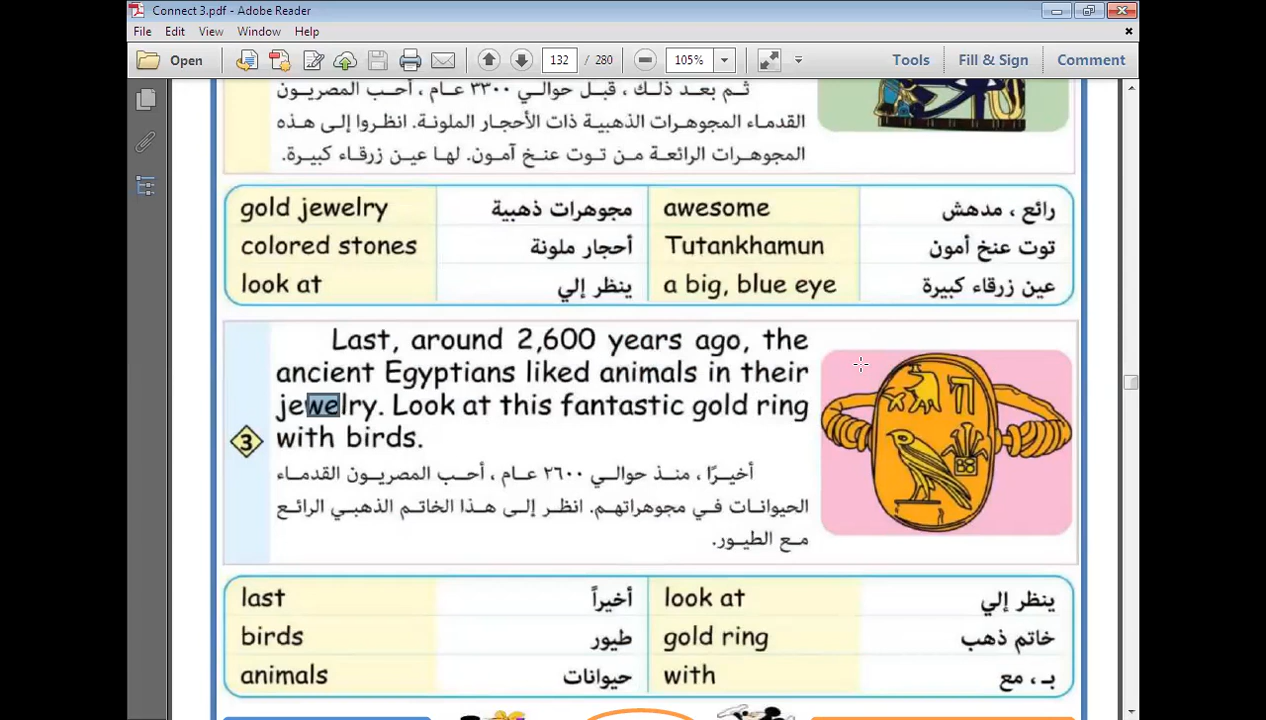 Connect 3.pdf - Adobe Reader
File Edit View Window Help
Open 132 / 280 105% Tools Fill & Sign Comment
ثم بعد ذلك ، قبل حوالي ٣٣٠٠ عام ، أحب المصريون
القدماء المجوهرات الذهبية ذات الأحجار الملونة. انظروا إلى هذه
المجوهرات الرائعة من توت عنخ آمون. لها عين زرقاء كبيرة.
gold jewelry مجوهرات ذهبية awesome رائع ، مدهش
colored stones أحجار ملونة Tutankhamun توت عنخ أمون
look at ينظر إلي a big, blue eye عين زرقاء كبيرة
Last, around 2,600 years ago, the
ancient Egyptians liked animals in their
jewelry. Look at this fantastic gold ring
3 with birds.
أخيرًا ، منذ حوالي ٢٦٠٠ عام ، أحب المصريون القدماء
الحيوانات في مجوهراتهم. انظر إلى هذا الخاتم الذهبي الرائع
مع الطيور.
last أخيراً look at ينظر إلي
birds طيور gold ring خاتم ذهب
animals حيوانات with بـ ، مع